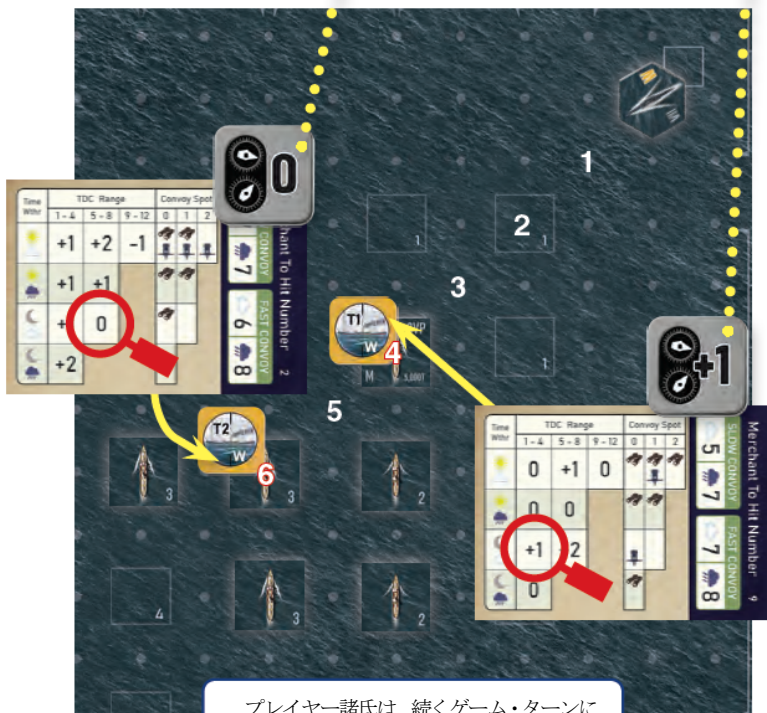 0
Time
Wthr
TDC Range
Convoy Spot
1 - 4
5 - 8
9 - 12
0
1
2
+1
+2
-1
+1
+1
0
+2
CONVOY
7
FAST CONVOY
6
8
Merchant To Hit Number
2
1
1
2
1
3
T1
W
4
M
5,000T
1
5
T2
W
6
3
3
2
4
3
2
+1
Time
Wthr
TDC Range
Convoy Spot
1 - 4
5 - 8
9 - 12
0
1
2
0
+1
0
0
0
+1
0
SLOW CONVOY
5
7
FAST CONVOY
7
8
Merchant To Hit Number
9
プレイヤー諸氏は、続くゲーム・ターンに